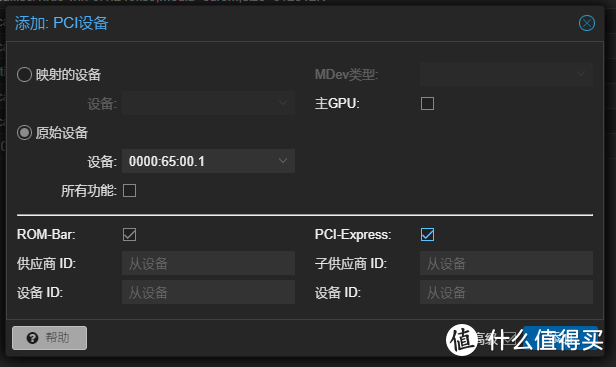 添加: PCI设备
映射的设备
MDev类型:
设备:
主GPU:
原始设备
设备: 0000:65:00.1
所有功能:
ROM-Bar:
PCI-Express:
供应商 ID: 从设备
子供应商 ID: 从设备
设备 ID: 从设备
设备 ID: 从设备
帮助
高级
值 什么值得买